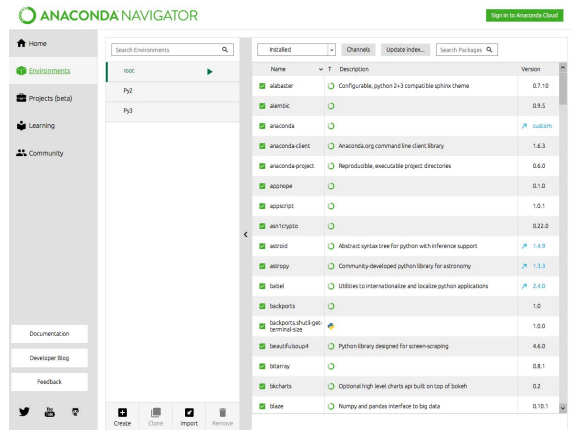 ANACONDA NAVIGATOR
Sign in to Anaconda Cloud
Home
Environments
Projects (beta)
Learning
Community
Documentation
Developer Blog
Feedback
You
Tube
Search Environments
root
Py2
Py3
Create Clone Import Remove
Installed Channels Update index... Search Packages
Name T Description Version
alabaster Configurable, python 2+3 compatible sphinx theme 0.7.10
alembic 0.9.5
anaconda custom
anaconda-client Anaconda.org command line client library 1.6.3
anaconda-project Reproducible, executable project directories 0.6.0
appnope 0.1.0
appscript 1.0.1
asn1crypto 0.22.0
astroid Abstract syntax tree for python with inference support 1.4.9
astropy Community-developed python library for astronomy 1.3.3
babel Utilities to internationalize and localize python applications 2.4.0
backports 1.0
backports.shutil-get-
terminal-size 1.0.0
beautifulsoup4 Python library designed for screen-scraping 4.6.0
bitarray 0.8.1
bkcharts Optional high level charts api built on top of bokeh 0.2
blaze Numpy and pandas interface to big data 0.10.1